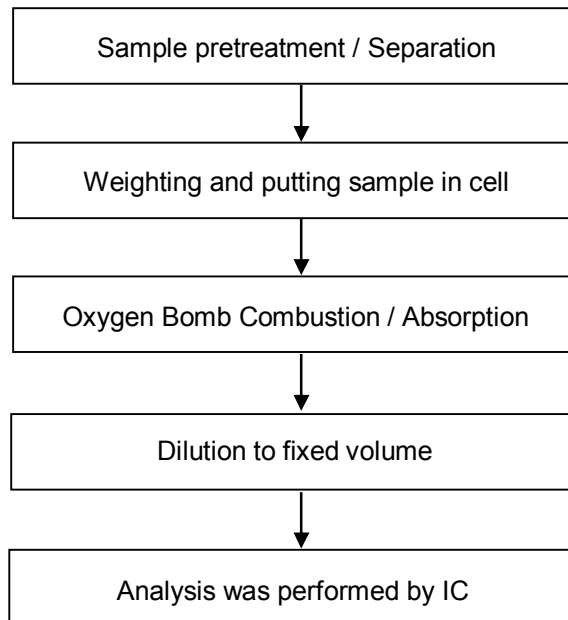 Sample pretreatment / Separation
Weighting and putting sample in cell
Oxygen Bomb Combustion / Absorption
Dilution to fixed volume
Analysis was performed by IC